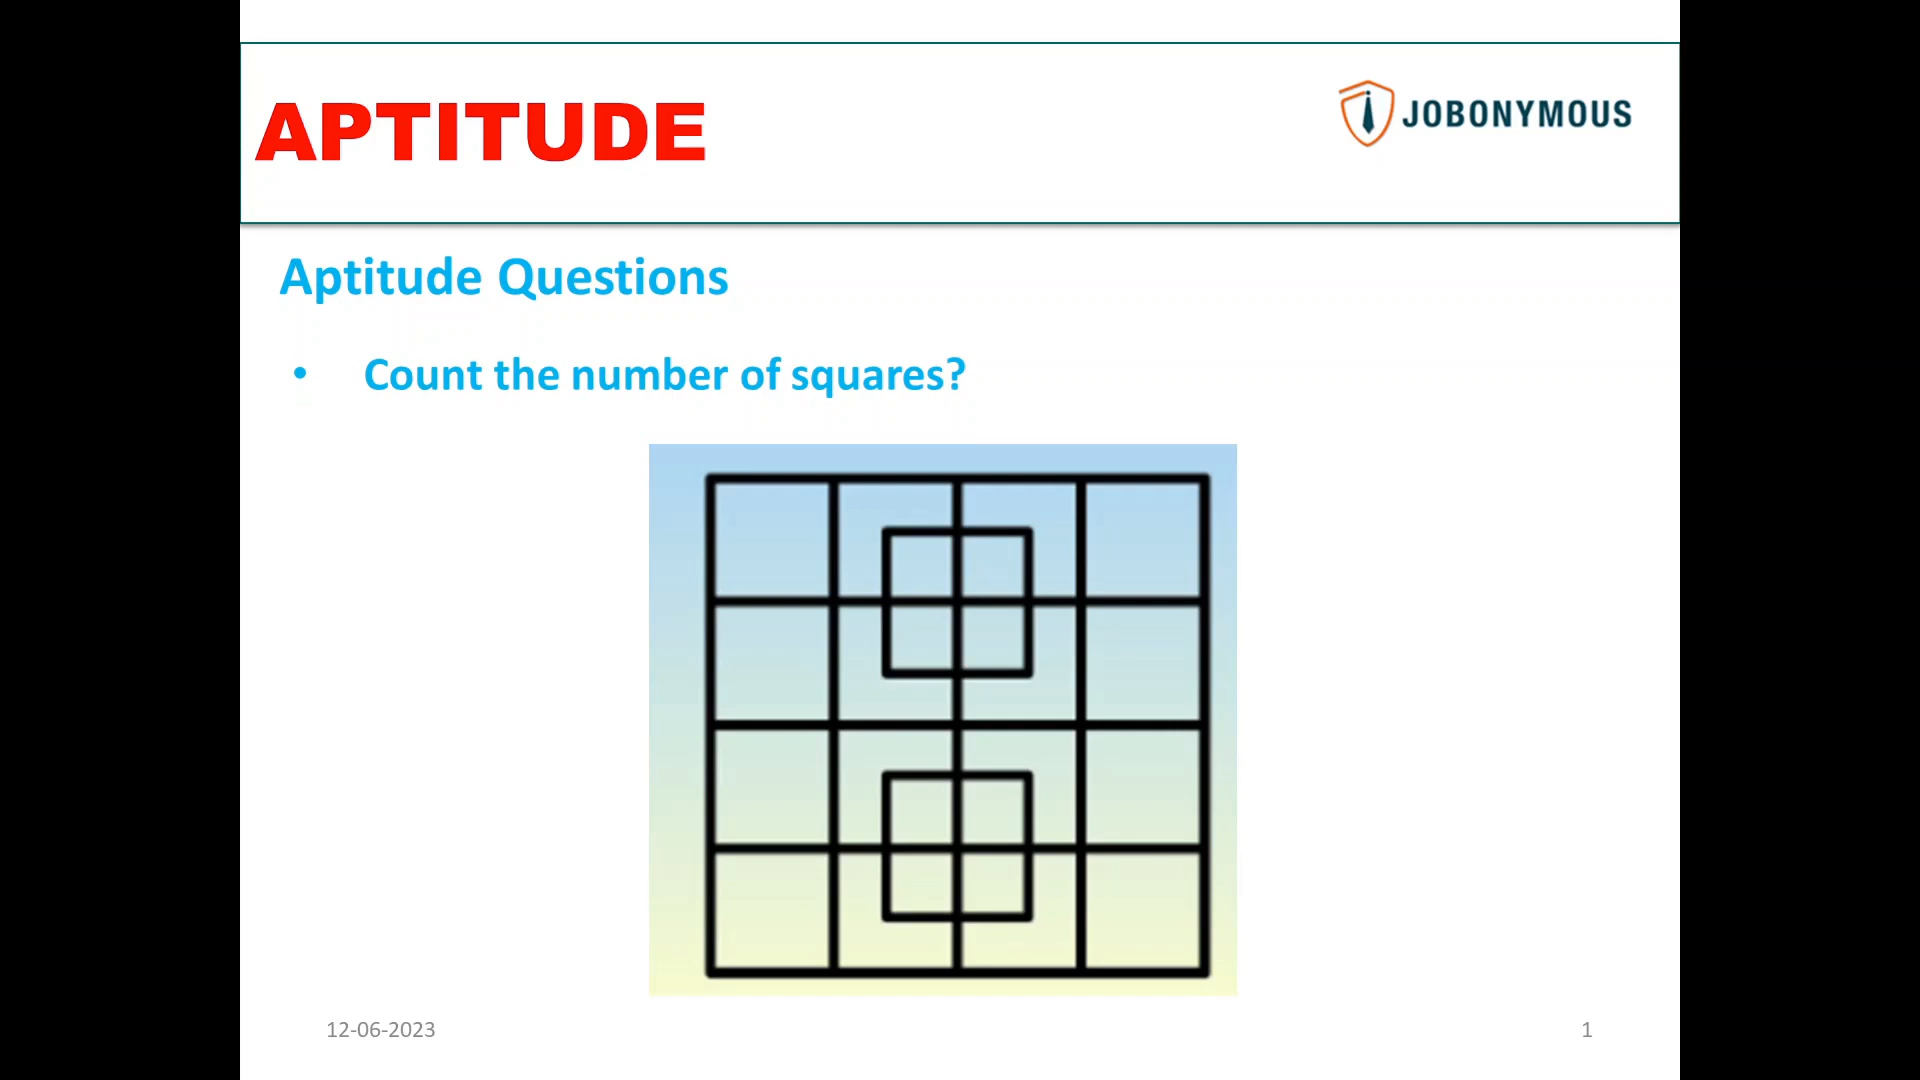 APTITUDE
JOBONYMOUS
Aptitude Questions
• Count the number of squares?
12-06-2023
1